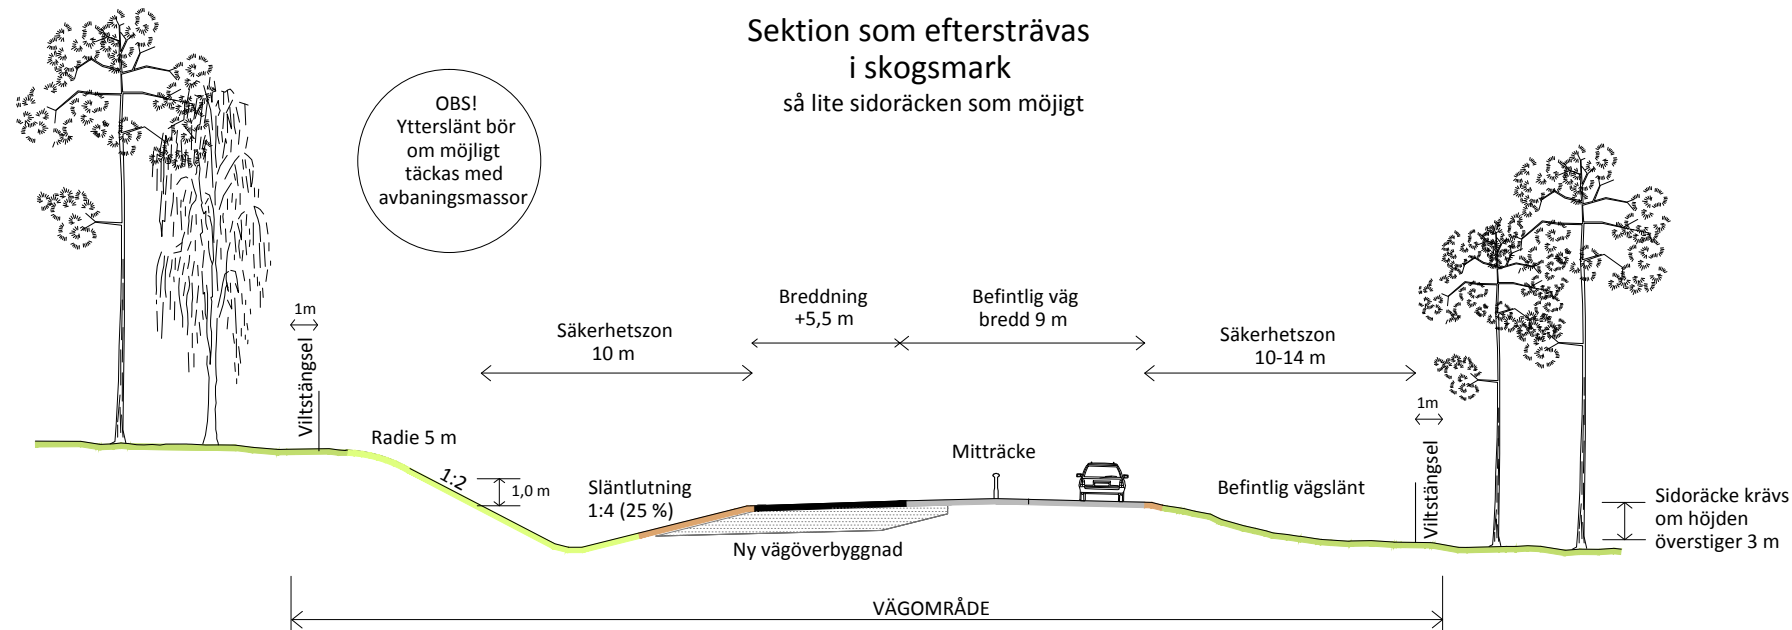 Sektion som eftersträvas
i skogsmark
så lite sidoräcken som möjigt
OBS!
Ytterslänt bör
om möjligt
täckas med
avbaningsmassor
Breddning
+5,5 m
Befintlig väg
bredd 9 m
1m
Säkerhetszon
10 m
Säkerhetszon
10-14 m
Viltstängsel
1m
Viltstängsel
Radie 5 m
1:2
1,0 m
Släntlutning
1:4 (25 %)
Mitträcke
Befintlig vägslänt
Sidoräcke krävs
om höjden
överstiger 3 m
Ny vägöverbyggnad
VÄGOMRÅDE